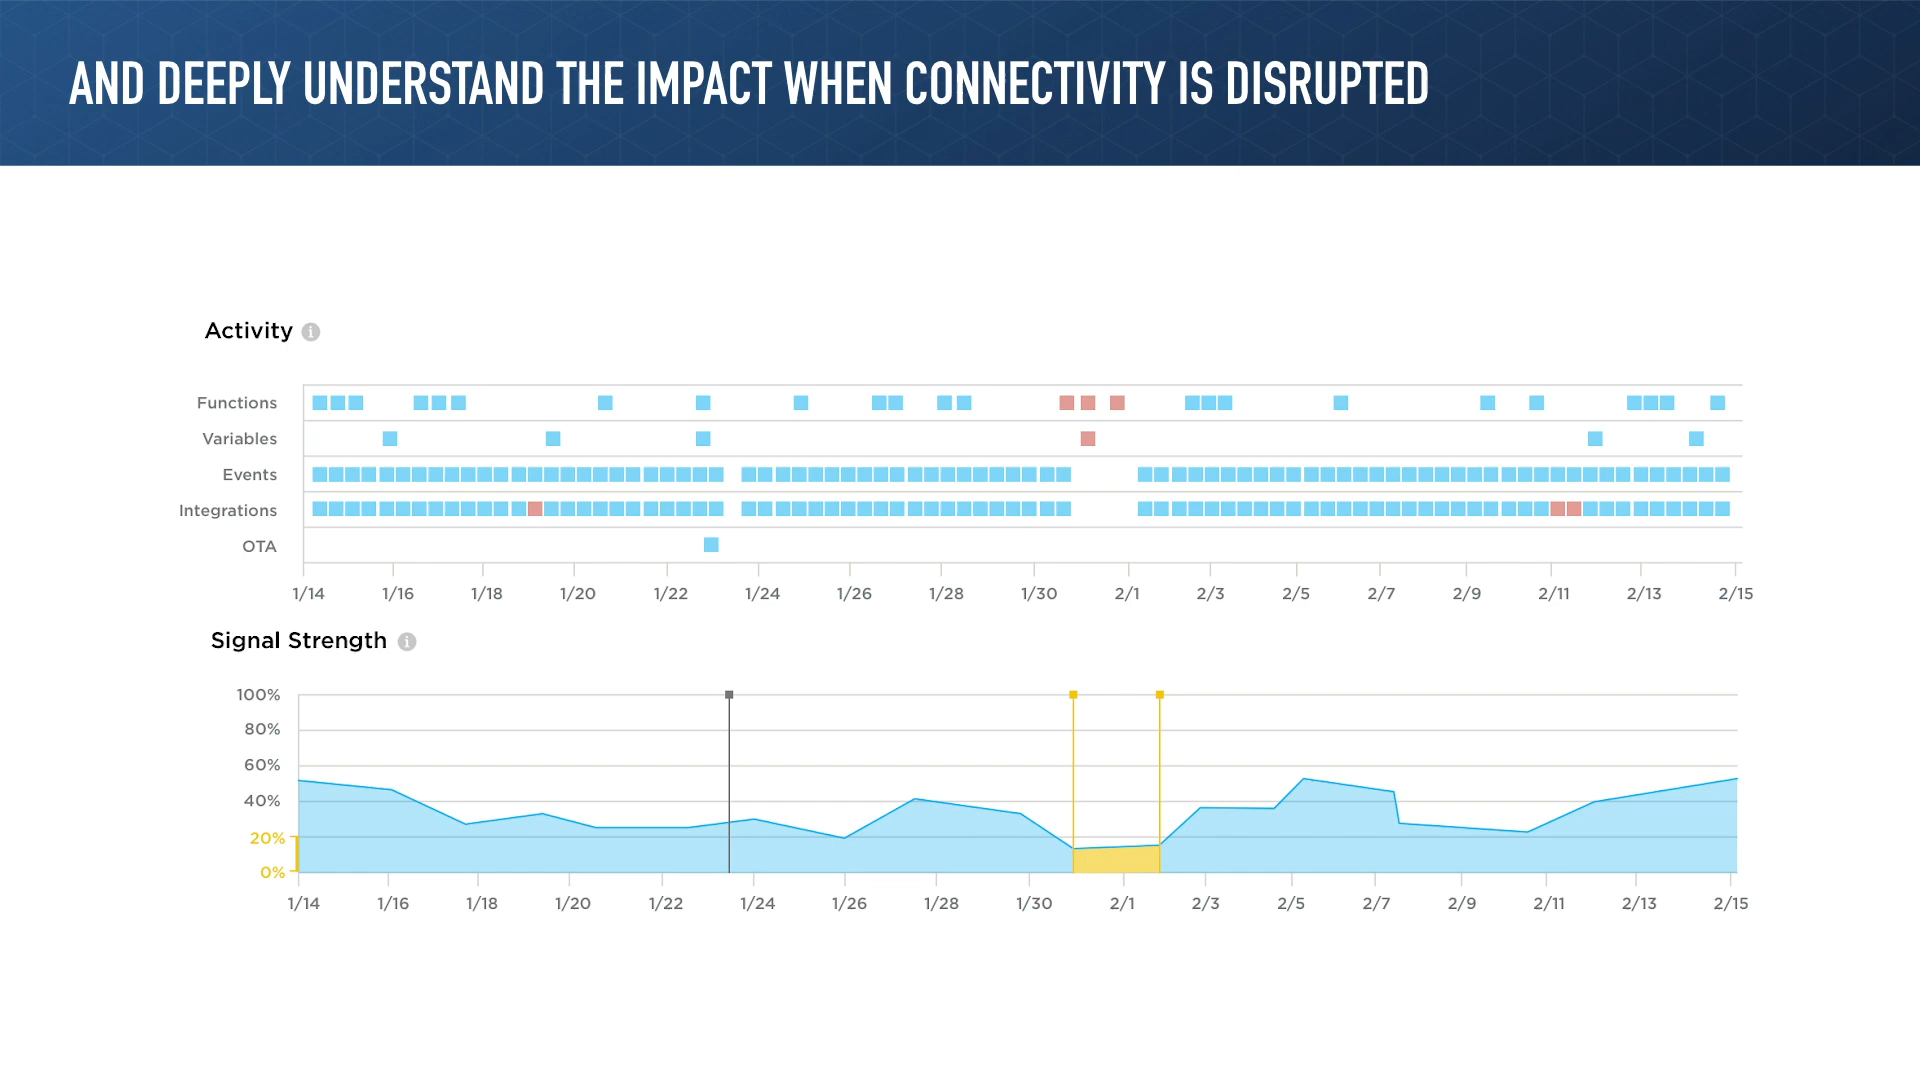 AND DEEPLY UNDERSTAND THE IMPACT WHEN CONNECTIVITY IS DISRUPTED
Activity i
Functions
Variables
Events
Integrations
OTA
1/14 1/16 1/18 1/20 1/22 1/24 1/26 1/28 1/30 2/1 2/3 2/5 2/7 2/9 2/11 2/13 2/15
Signal Strength i
100%
80%
60%
40%
20%
0%
1/14 1/16 1/18 1/20 1/22 1/24 1/26 1/28 1/30 2/1 2/3 2/5 2/7 2/9 2/11 2/13 2/15